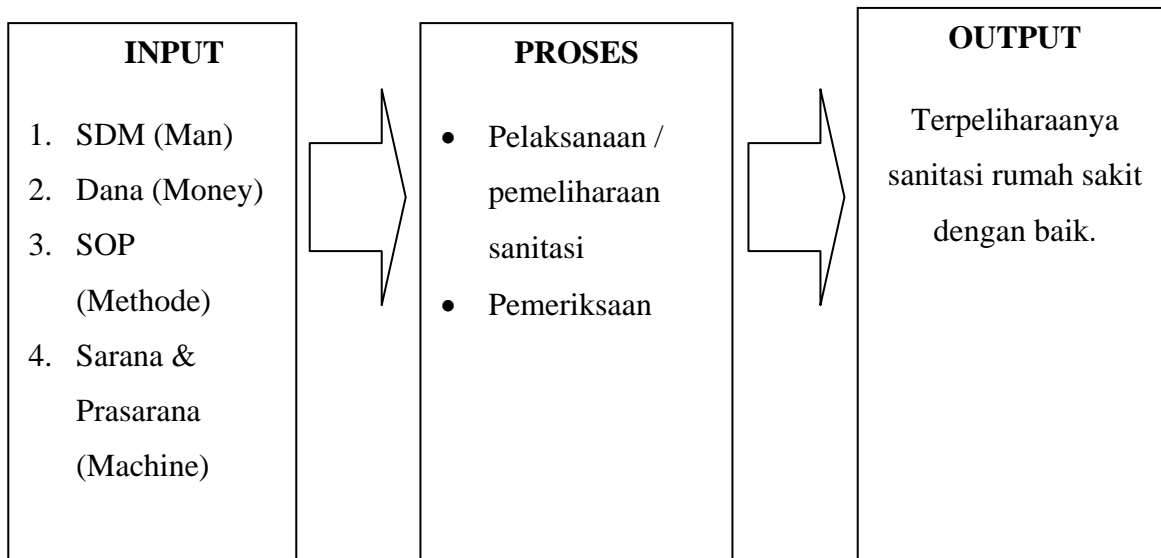 INPUT
1. SDM (Man)
2. Dana (Money)
3. SOP
(Methode)
4. Sarana &
Prasarana
(Machine)
PROSES
• Pelaksanaan /
pemeliharaan
sanitasi
• Pemeriksaan
OUTPUT
Terpeliharaanya
sanitasi rumah sakit
dengan baik.